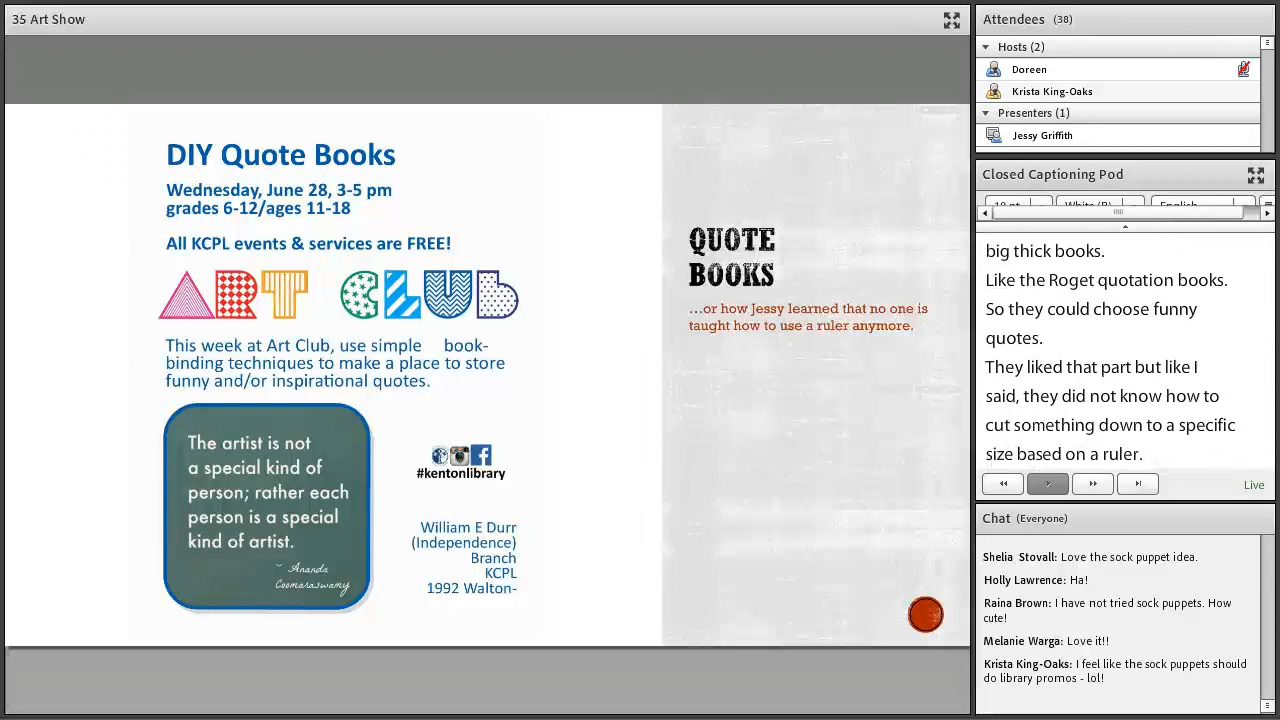 35 Art Show
DIY Quote Books
Wednesday, June 28, 3-5 pm
grades 6-12/ages 11-18
All KCPL events & services are FREE!
ART CLUB
This week at Art Club, use simple book-
binding techniques to make a place to store
funny and/or inspirational quotes.
The artist is not
a special kind of
person; rather each
person is a special
kind of artist.
~ Ananda
Coomaraswamy
#kentonlibrary
William E Durr
(Independence)
Branch
KCPL
1992 Walton-
QUOTE
BOOKS
…or how Jessy learned that no one is
taught how to use a ruler anymore.
Attendees (38)
Hosts (2)
Doreen
Krista King-Oaks
Presenters (1)
Jessy Griffith
Closed Captioning Pod
big thick books.
Like the Roget quotation books.
So they could choose funny
quotes.
They liked that part but like I
said, they did not know how to
cut something down to a specific
size based on a ruler.
Live
Chat (Everyone)
Shelia Stovall: Love the sock puppet idea.
Holly Lawrence: Ha!
Raina Brown: I have not tried sock puppets. How
cute!
Melanie Warga: Love it!!
Krista King-Oaks: I feel like the sock puppets should
do library promos - lol!